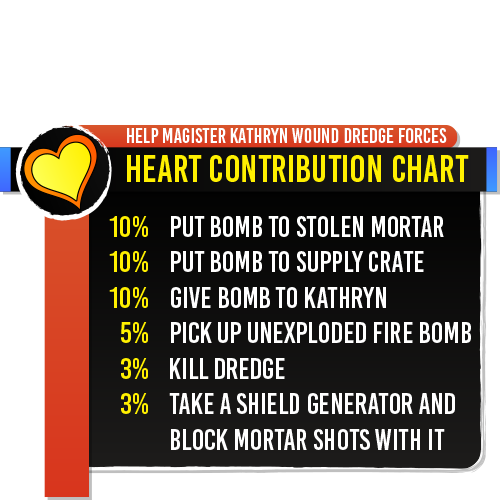 HELP MAGISTER KATHRYN WOUND DREDGE FORCES
HEART CONTRIBUTION CHART
10% PUT BOMB TO STOLEN MORTAR
10% PUT BOMB TO SUPPLY CRATE
10% GIVE BOMB TO KATHRYN
5% PICK UP UNEXPLODED FIRE BOMB
3% KILL DREDGE
3% TAKE A SHIELD GENERATOR AND
BLOCK MORTAR SHOTS WITH IT